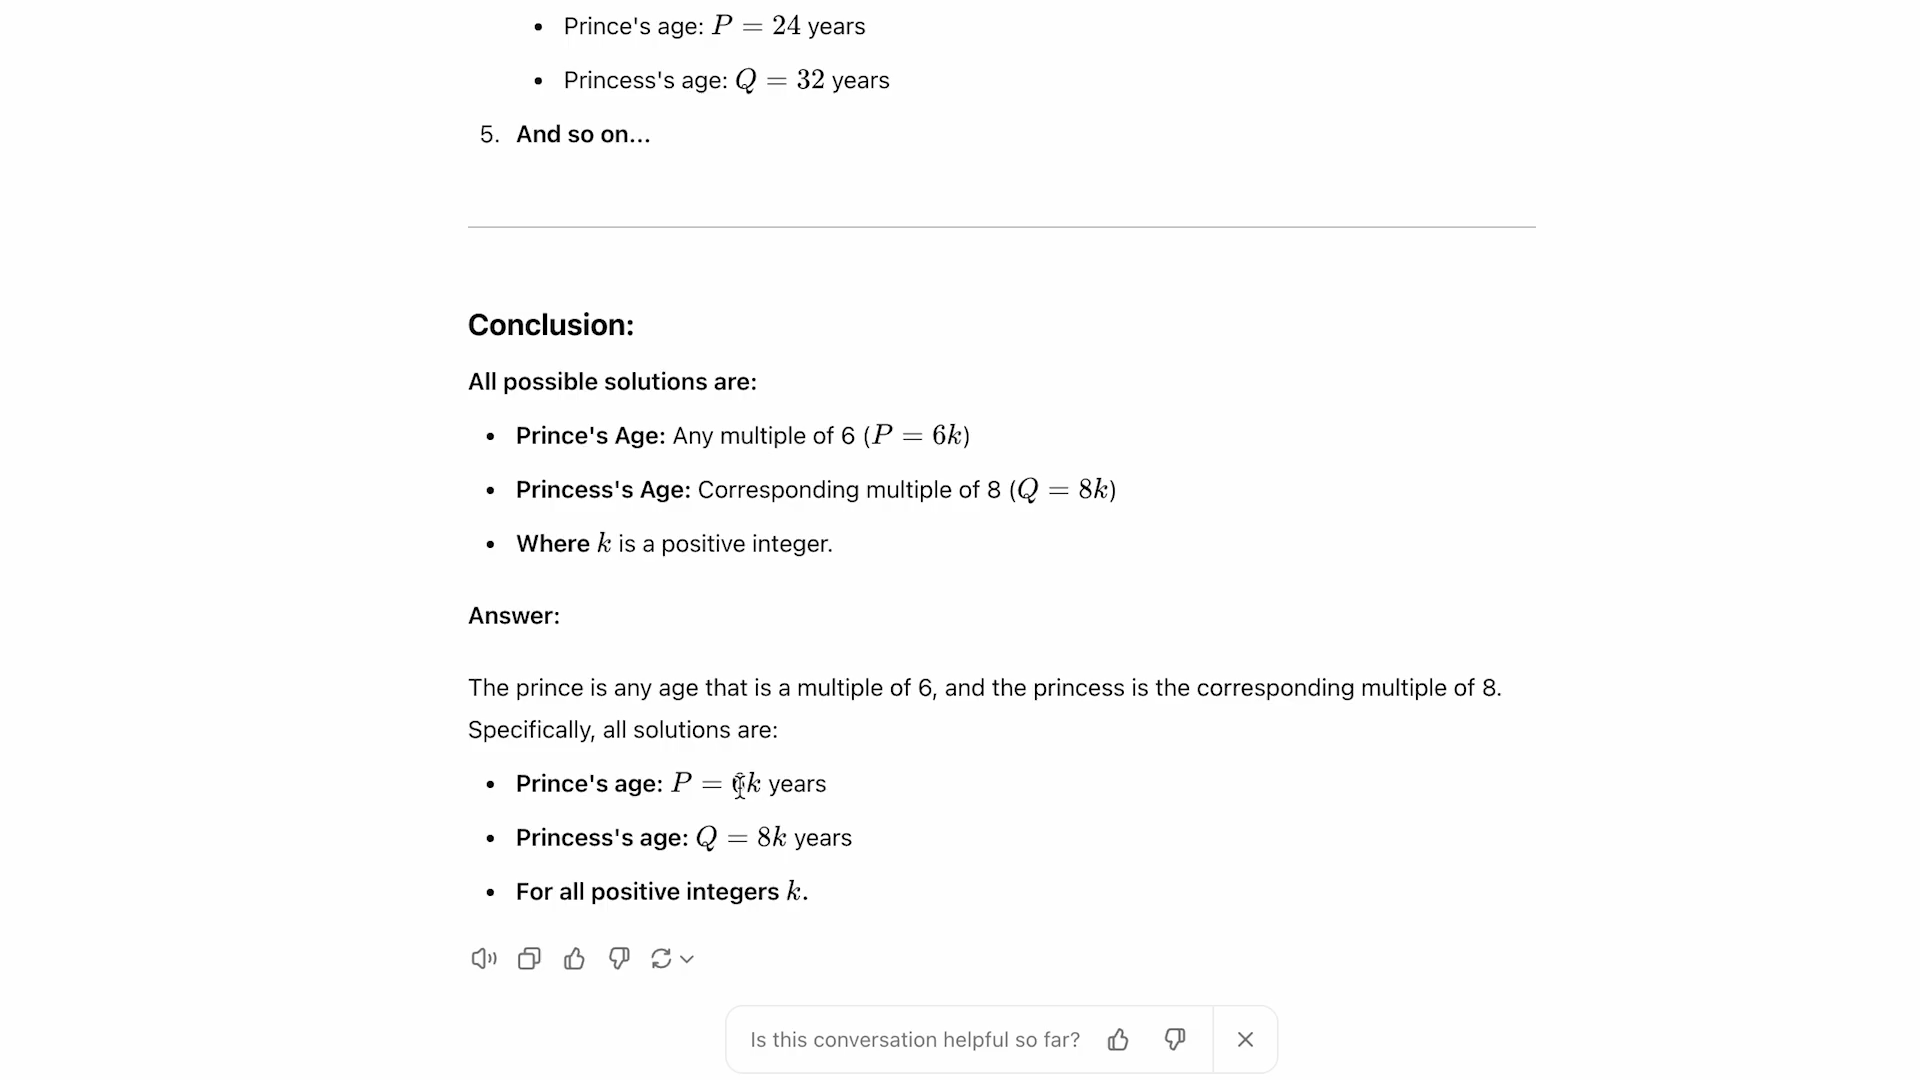 • Prince's age: P = 24 years
• Princess's age: Q = 32 years
5. And so on...
Conclusion:
All possible solutions are:
• Prince's Age: Any multiple of 6 (P = 6k)
• Princess's Age: Corresponding multiple of 8 (Q = 8k)
• Where k is a positive integer.
Answer:
The prince is any age that is a multiple of 6, and the princess is the corresponding multiple of 8.
Specifically, all solutions are:
• Prince's age: P = 6k years
• Princess's age: Q = 8k years
• For all positive integers k.
Is this conversation helpful so far?